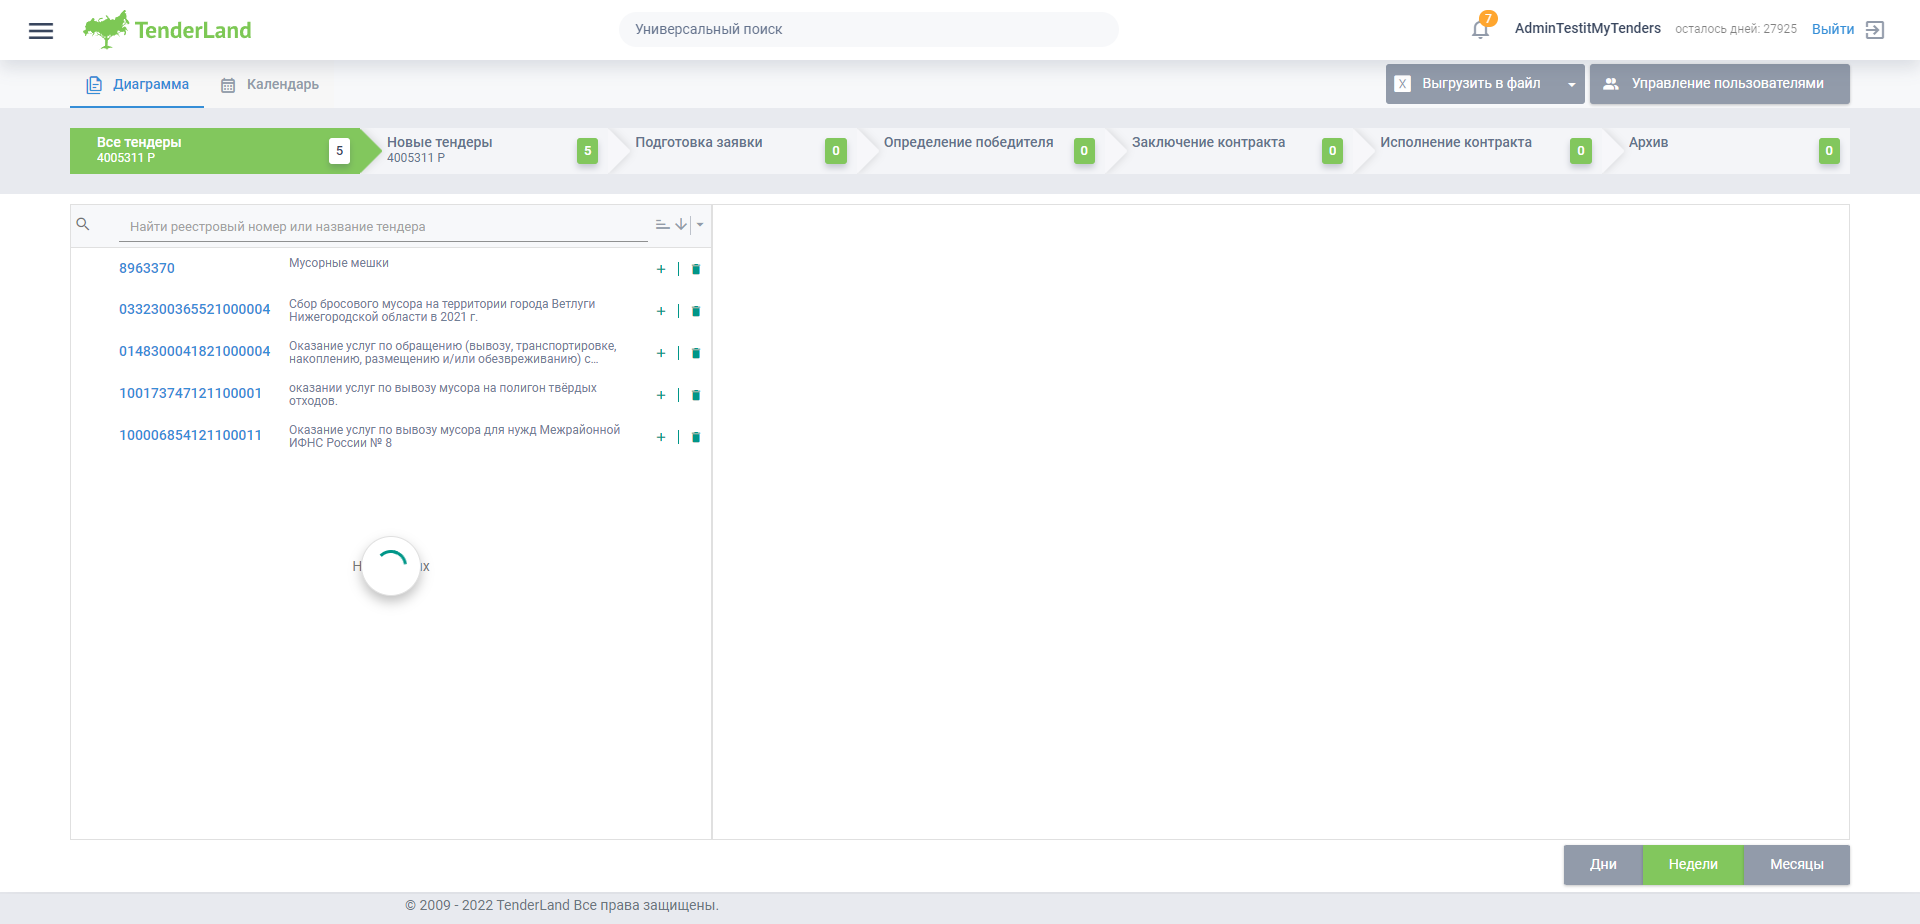 TenderLand
Универсальный поиск
7
AdminTestitMyTenders
осталось дней: 27925
Выйти
Диаграмма
Календарь
X
Выгрузить в файл
Управление пользователями
Все тендеры
4005311 Р
5
Новые тендеры
4005311 Р
5
Подготовка заявки
0
Определение победителя
0
Заключение контракта
0
Исполнение контракта
0
Архив
0
Найти реестровый номер или название тендера
8963370
Мусорные мешки
0332300365521000004
Сбор бросового мусора на территории города Ветлуги
Нижегородской области в 2021 г.
0148300041821000004
Оказание услуг по обращению (вывозу, транспортировке,
накоплению, размещению и/или обезвреживанию) с...
100173747121100001
оказании услуг по вывозу мусора на полигон твёрдых
отходов.
100006854121100011
Оказание услуг по вывозу мусора для нужд Межрайонной
ИФНС России № 8
Дни
Недели
Месяцы
© 2009 - 2022 TenderLand Все права защищены.